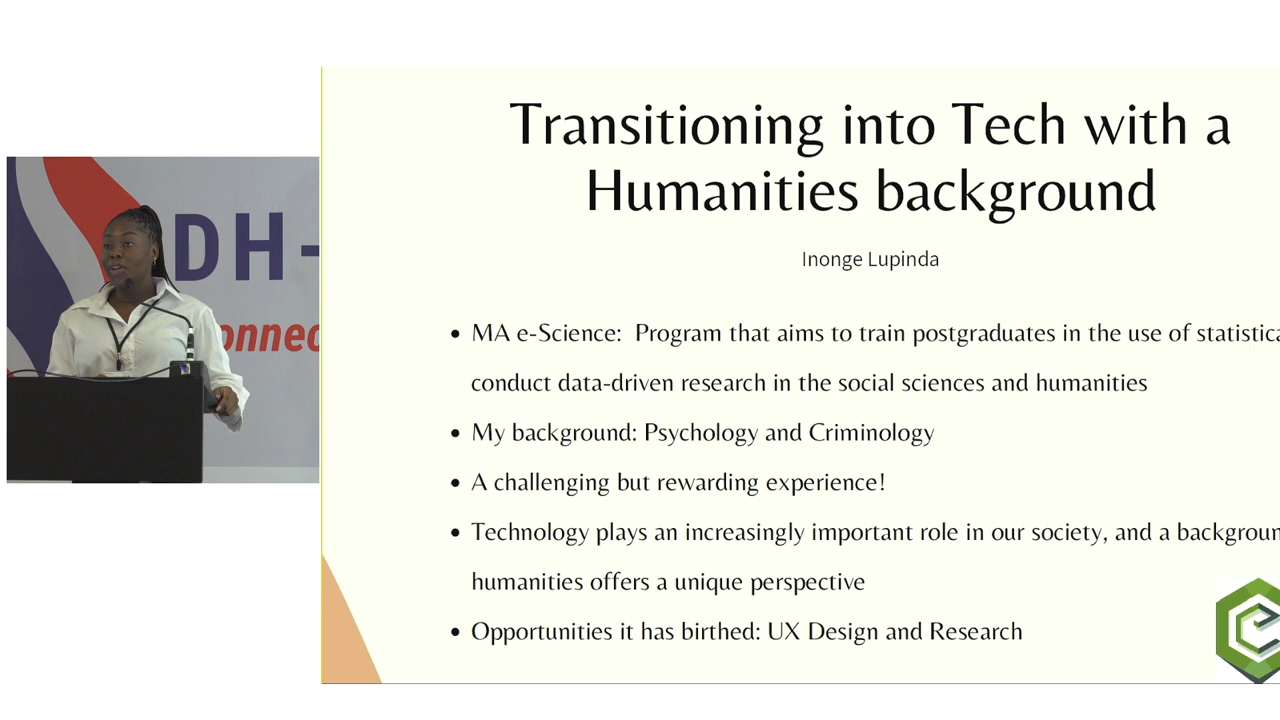 DH-
onnec
Transitioning into Tech with a
Humanities background
Inonge Lupinda
• MA e-Science:  Program that aims to train postgraduates in the use of statistica
conduct data-driven research in the social sciences and humanities
• My background: Psychology and Criminology
• A challenging but rewarding experience!
• Technology plays an increasingly important role in our society, and a backgroun
humanities offers a unique perspective
• Opportunities it has birthed: UX Design and Research